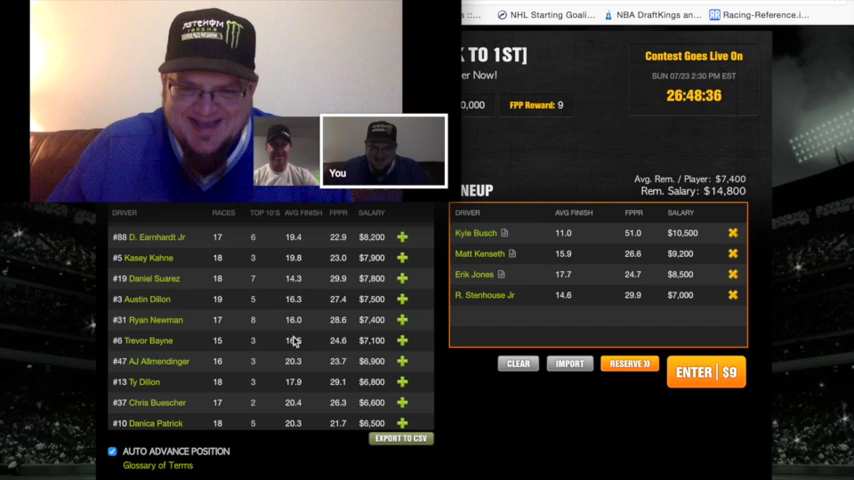 s ::...
NHL Starting Goali...
NBA DraftKings an...
RR Racing-Reference.i...
K TO 1ST]
er Now!
0,000
FPP Reward: 9
Contest Goes Live On
SUN 07/23 2:30 PM EST
26:48:36
You
Avg. Rem. / Player: $7,400
NEUP
Rem. Salary: $14,800
DRIVER RACES TOP 10'S AVG FINISH FPPR SALARY
#88 D. Earnhardt Jr 17 6 19.4 22.9 $8,200
#5 Kasey Kahne 18 3 19.8 23.0 $7,900
#19 Daniel Suarez 18 7 14.3 29.9 $7,800
#3 Austin Dillon 19 5 16.3 27.4 $7,500
#31 Ryan Newman 17 8 16.0 28.6 $7,400
#6 Trevor Bayne 15 3 24.6 $7,100
#47 AJ Allmendinger 16 3 20.3 23.7 $6,900
#13 Ty Dillon 18 3 17.9 29.1 $6,800
#37 Chris Buescher 17 2 20.4 26.3 $6,600
#10 Danica Patrick 18 5 20.3 21.7 $6,500
DRIVER AVG FINISH FPPR SALARY
Kyle Busch 11.0 51.0 $10,500
Matt Kenseth 15.9 26.6 $9,200
Erik Jones 17.7 24.7 $8,500
R. Stenhouse Jr 14.6 29.9 $7,000
CLEAR
IMPORT
RESERVE »
ENTER | $9
EXPORT TO CSV
AUTO ADVANCE POSITION
Glossary of Terms